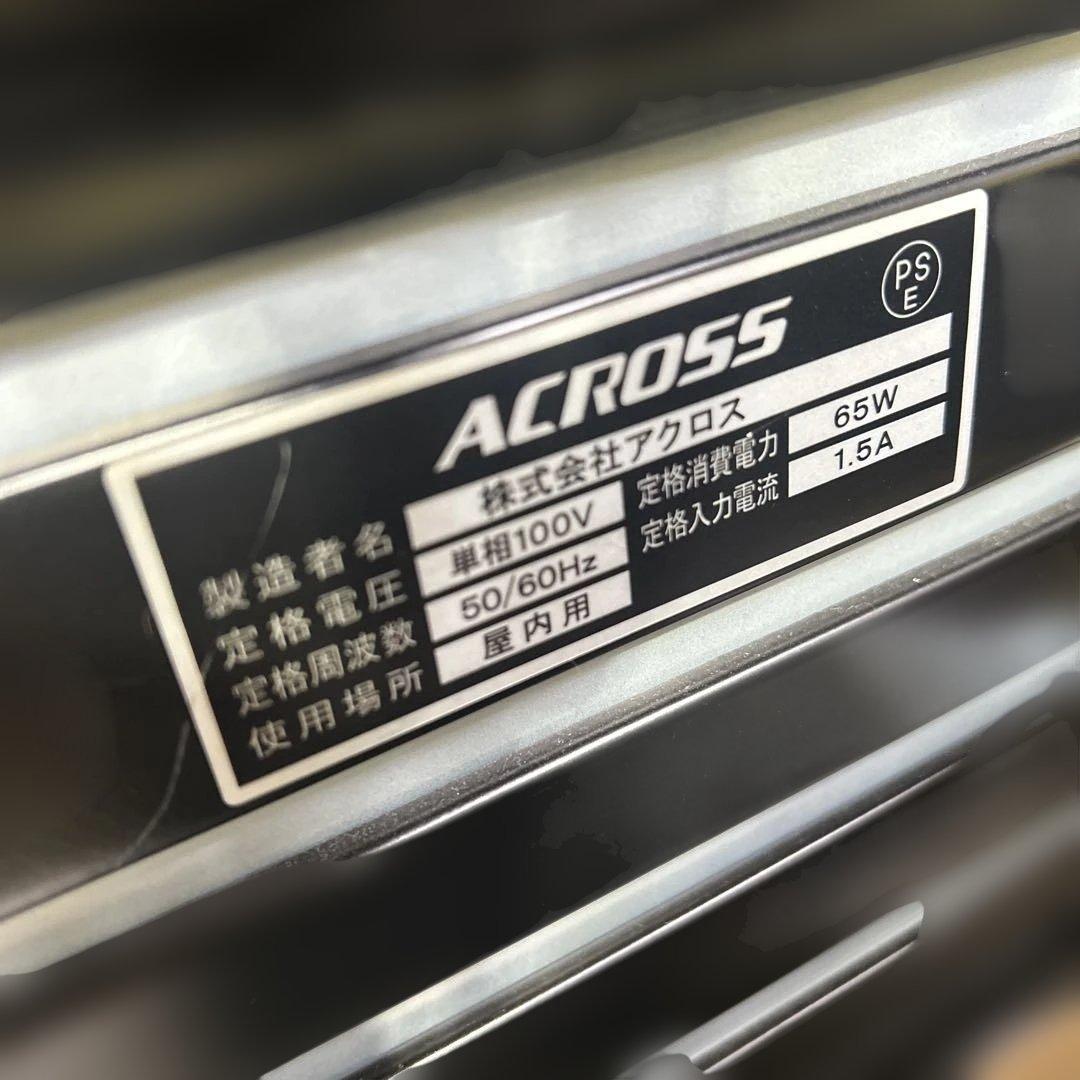 ACROSS
PS
E
製造者名 株式会社アクロス
定格電圧 単相100V 定格消費電力 65W
定格周波数 50/60Hz 定格入力電流 1.5A
使用場所 屋内用